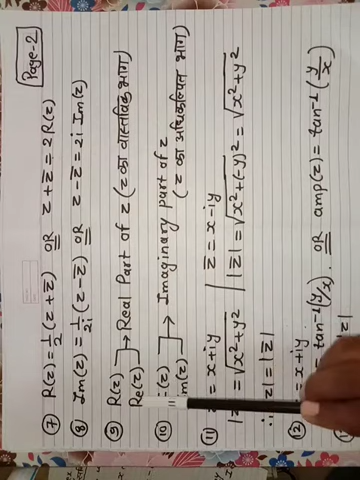 Page-2
⑦ R(z) = 1/2 (z + z̅) OR z + z̅ = 2 R(z)
⑧ Im(z) = 1/2i (z - z̅) OR z - z̅ = 2i Im(z)
⑨ R(z)
Re(z) → Real Part of z (z का वास्तविक भाग)
⑩ (z)
m(z) → Imaginary part of z
(z का अधिकल्पित भाग)
⑪ = x + iy | z̅ = x - iy
|z = √x² + y² | |z̅| = √x² + (-y)² = √x² + y²
∴ |z| = |z̅|
⑫ = x + iy
= tan⁻¹(y/x). OR amp(z) = tan⁻¹(y/x)
|z|